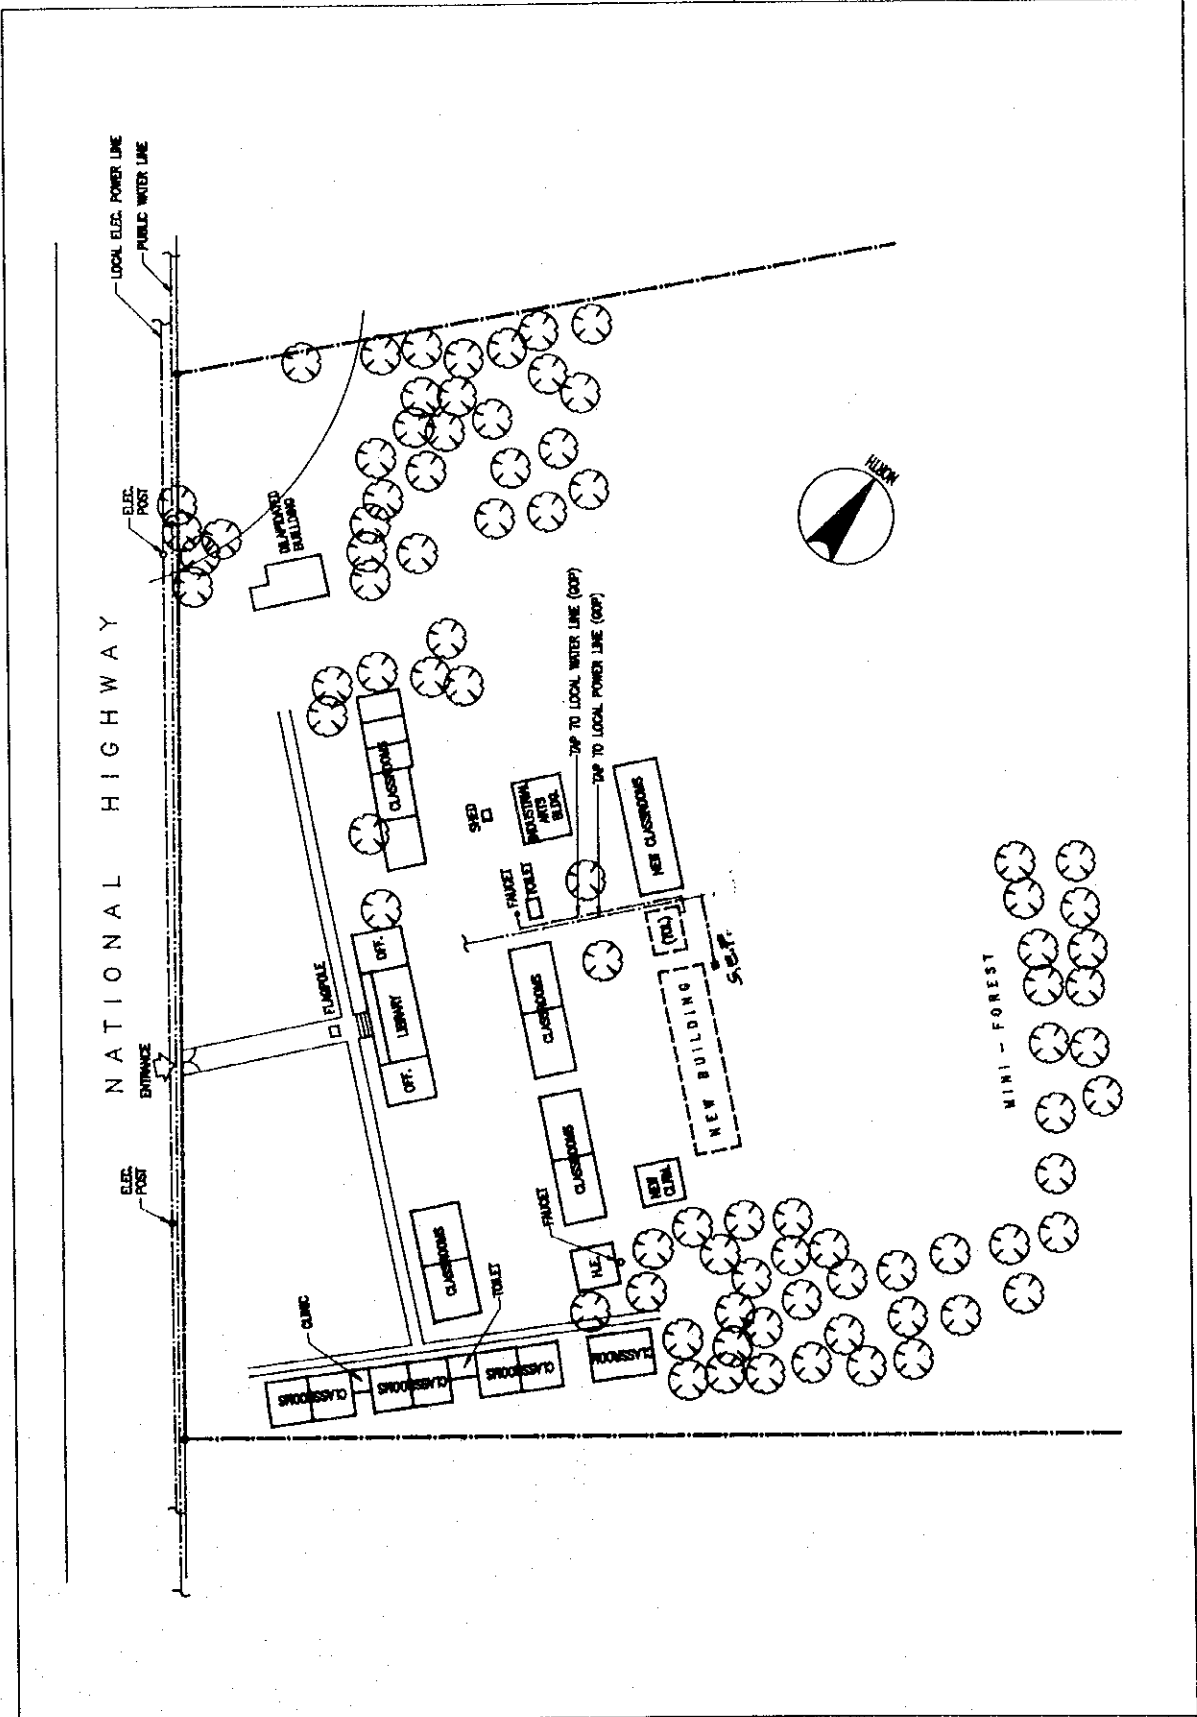 NATIONAL HIGHWAY
LOCAL ELEC. POWER LINE
PUBLIC WATER LINE
ELEC.
POST
DILAPIDATED
BUILDING
ENTRANCE
ELEC.
POST
FLAGPOLE
CLASSROOMS
OFF.
LIBRARY
OFF.
SHED
INDUSTRIAL
ARTS
BLDG.
FAUCET
TOILET
TAP TO LOCAL WATER LINE (GOP)
TAP TO LOCAL POWER LINE (GOP)
NEW CLASSROOMS
(TOIL)
S.E.P.
NEW BUILDING
CLASSROOMS
CLASSROOMS
NEW
CLRM.
FAUCET
H.E.
CLASSROOMS
TOILET
CLINIC
CLASSROOMS
CLASSROOMS
CLASSROOMS
CLASSROOM
MINI-FOREST
NORTH